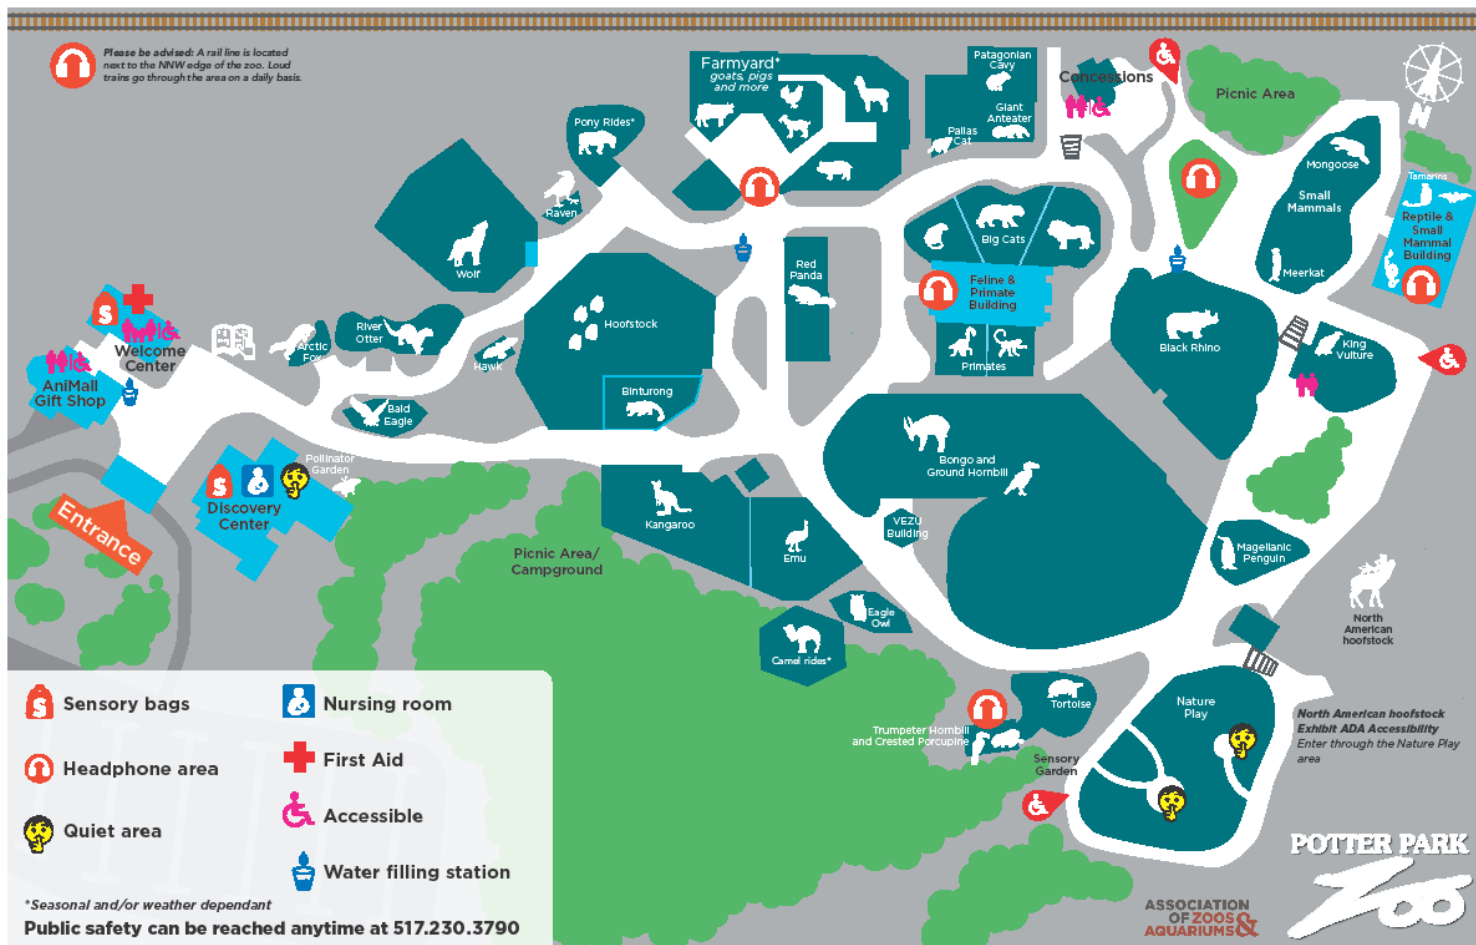 Please be advised: A rail line is located
next to the NNW edge of the zoo. Loud
trains go through the area on a daily basis.
Farmyard*
goats, pigs
and more
Patagonian
Cavy
Giant
Anteater
Pallas
Cat
Concessions
Picnic Area
N
Pony Rides*
Raven
Wolf
Mongoose
Small
Mammals
Meerkat
Tamarins
Reptile &
Small
Mammal
Building
Big Cats
Feline &
Primate
Building
Primates
Red
Panda
Hoofstock
Binturong
Black Rhino
King
Vulture
S
Welcome
Center
AniMall
Gift Shop
Arctic
Fox
River
Otter
Hawk
Bald
Eagle
Pollinator
Garden
S
Discovery
Center
Entrance
Bongo and
Ground Hornbill
VEZU
Building
Kangaroo
Emu
Picnic Area/
Campground
Eagle
Owl
Camel rides*
Magellanic
Penguin
North
American
hoofstock
Tortoise
Trumpeter Hornbill
and Crested Porcupine
Sensory
Garden
Nature
Play
North American hoofstock
Exhibit ADA Accessibility
Enter through the Nature Play
area
S
Sensory bags
Headphone area
Quiet area
Nursing room
First Aid
Accessible
Water filling station
*Seasonal and/or weather dependant
Public safety can be reached anytime at 517.230.3790
ASSOCIATION
OF ZOOS
AQUARIUMS &
POTTER PARK
ZOO